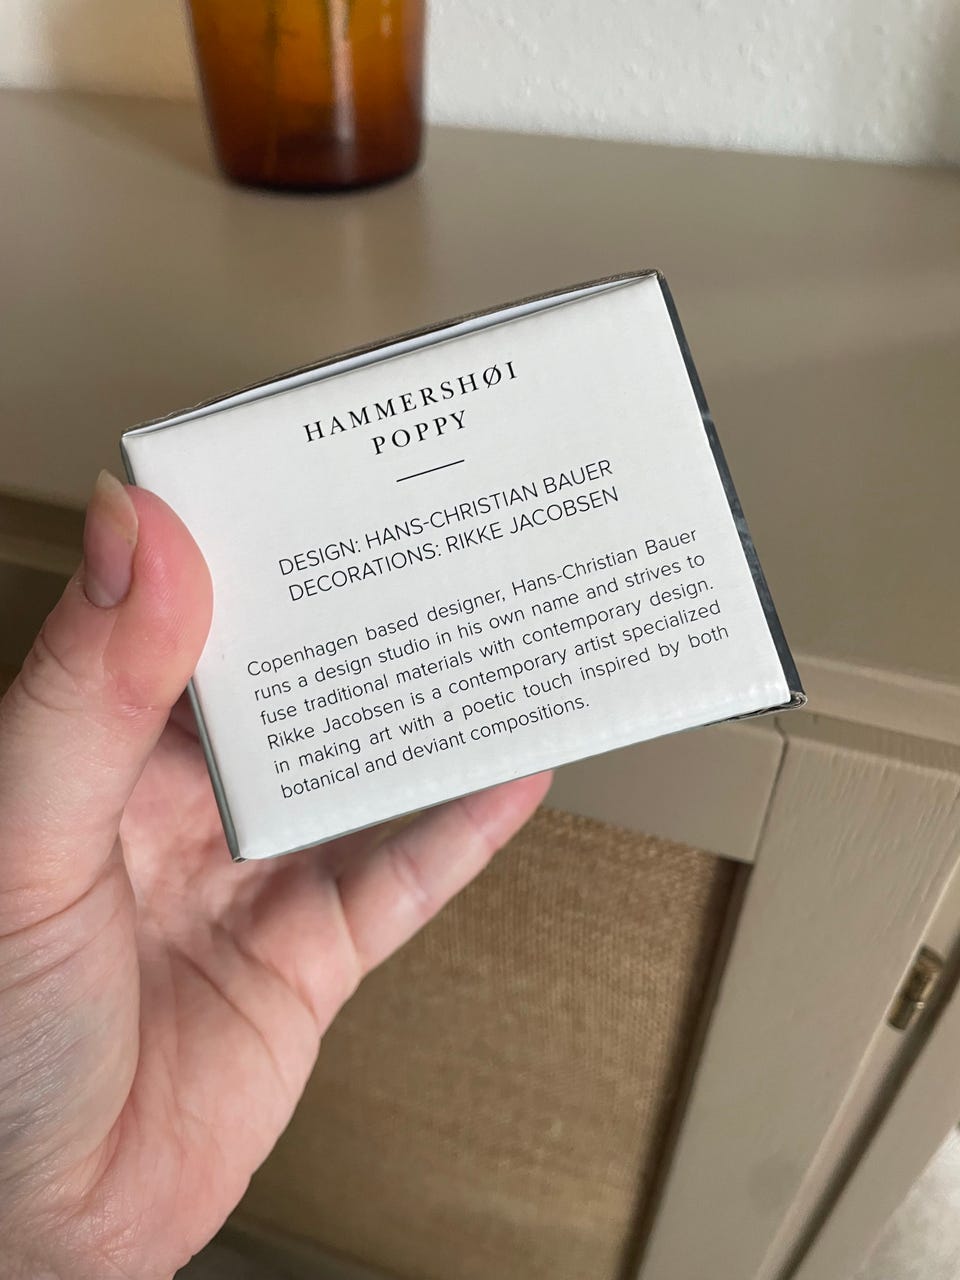 HAMMERSHØI
POPPY
DESIGN: HANS-CHRISTIAN BAUER
DECORATIONS: RIKKE JACOBSEN
Copenhagen based designer, Hans-Christian Bauer
runs a design studio in his own name and strives to
fuse traditional materials with contemporary design.
Rikke Jacobsen is a contemporary artist specialized
in making art with a poetic touch inspired by both
botanical and deviant compositions.